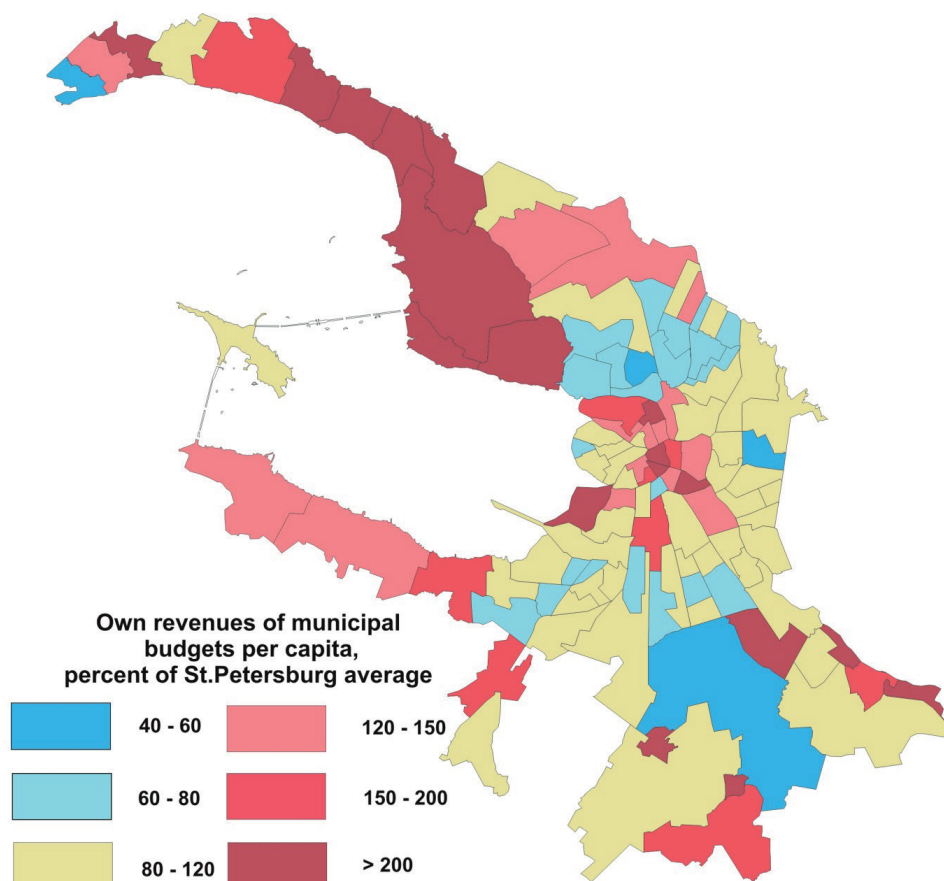 Own revenues of municipal
budgets per capita,
percent of St.Petersburg average
40 - 60
120 - 150
60 - 80
150 - 200
80 - 120
> 200